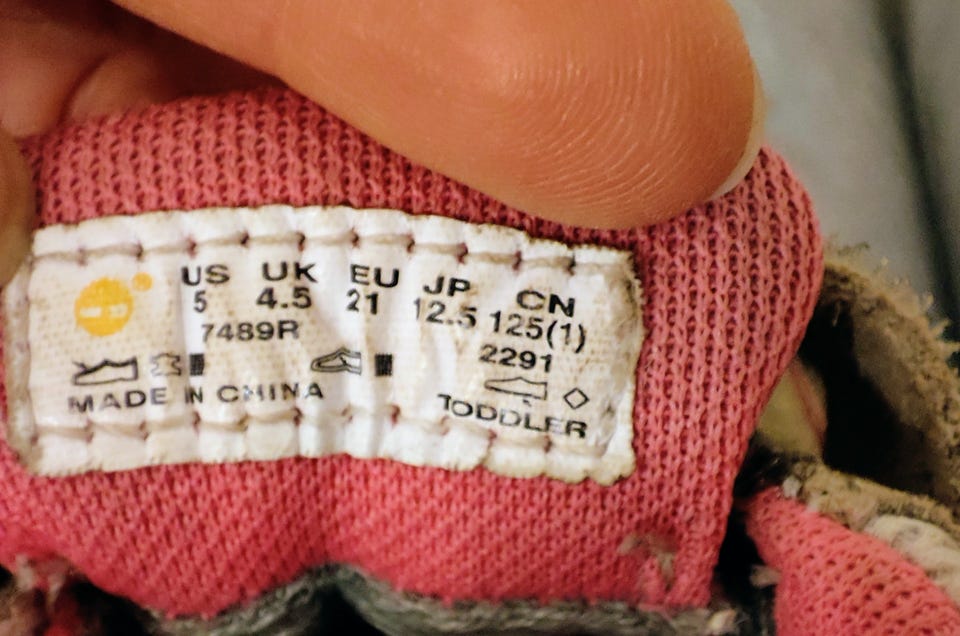 US UK EU JP CN
5 4.5 21 12.5 125(1)
7489R 2291
MADE IN CHINA TODDLER